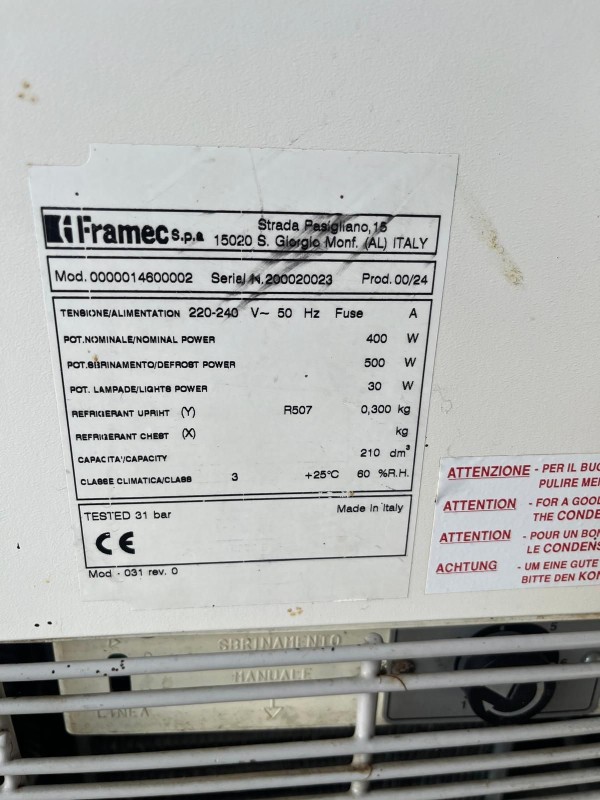 Framec S.p.a
Strada Pasigliano, 15
15020 S. Giorgio Monf. (AL) ITALY
Mod. 0000014600002 Serial N. 200020023 Prod. 00/24
TENSIONE/ALIMENTATION 220-240 V~ 50 Hz Fuse A
POT.NOMINALE/NOMINAL POWER 400 W
POT.SBRINAMENTO/DEFROST POWER 500 W
POT. LAMPADE/LIGHTS POWER 30 W
REFRIGERANT UPRIHT (Y) R507 0,300 kg
REFRIGERANT CHEST (X) kg
CAPACITA'/CAPACITY 210 dm³
CLASSE CLIMATICA/CLASS 3 +25°C 60 %R.H.
TESTED 31 bar Made in Italy
CE
Mod - 031 rev. 0
ATTENZIONE - PER IL BUO
PULIRE MEN
ATTENTION - FOR A GOOD
THE CONDE
ATTENTION - POUR UN BON
LE CONDENS
ACHTUNG - UM EINE GUTE
BITTE DEN KON
SBRINAMENTO
MANUALE
LINEA